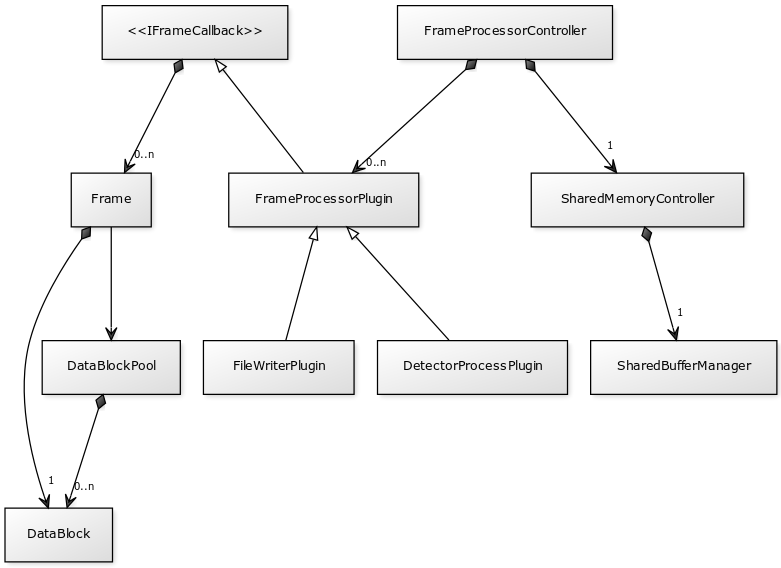 <<IFrameCallback>>
FrameProcessorController
0..n
0..n
1
Frame
FrameProcessorPlugin
SharedMemoryController
1
DataBlockPool
FileWriterPlugin
DetectorProcessPlugin
SharedBufferManager
1
0..n
DataBlock